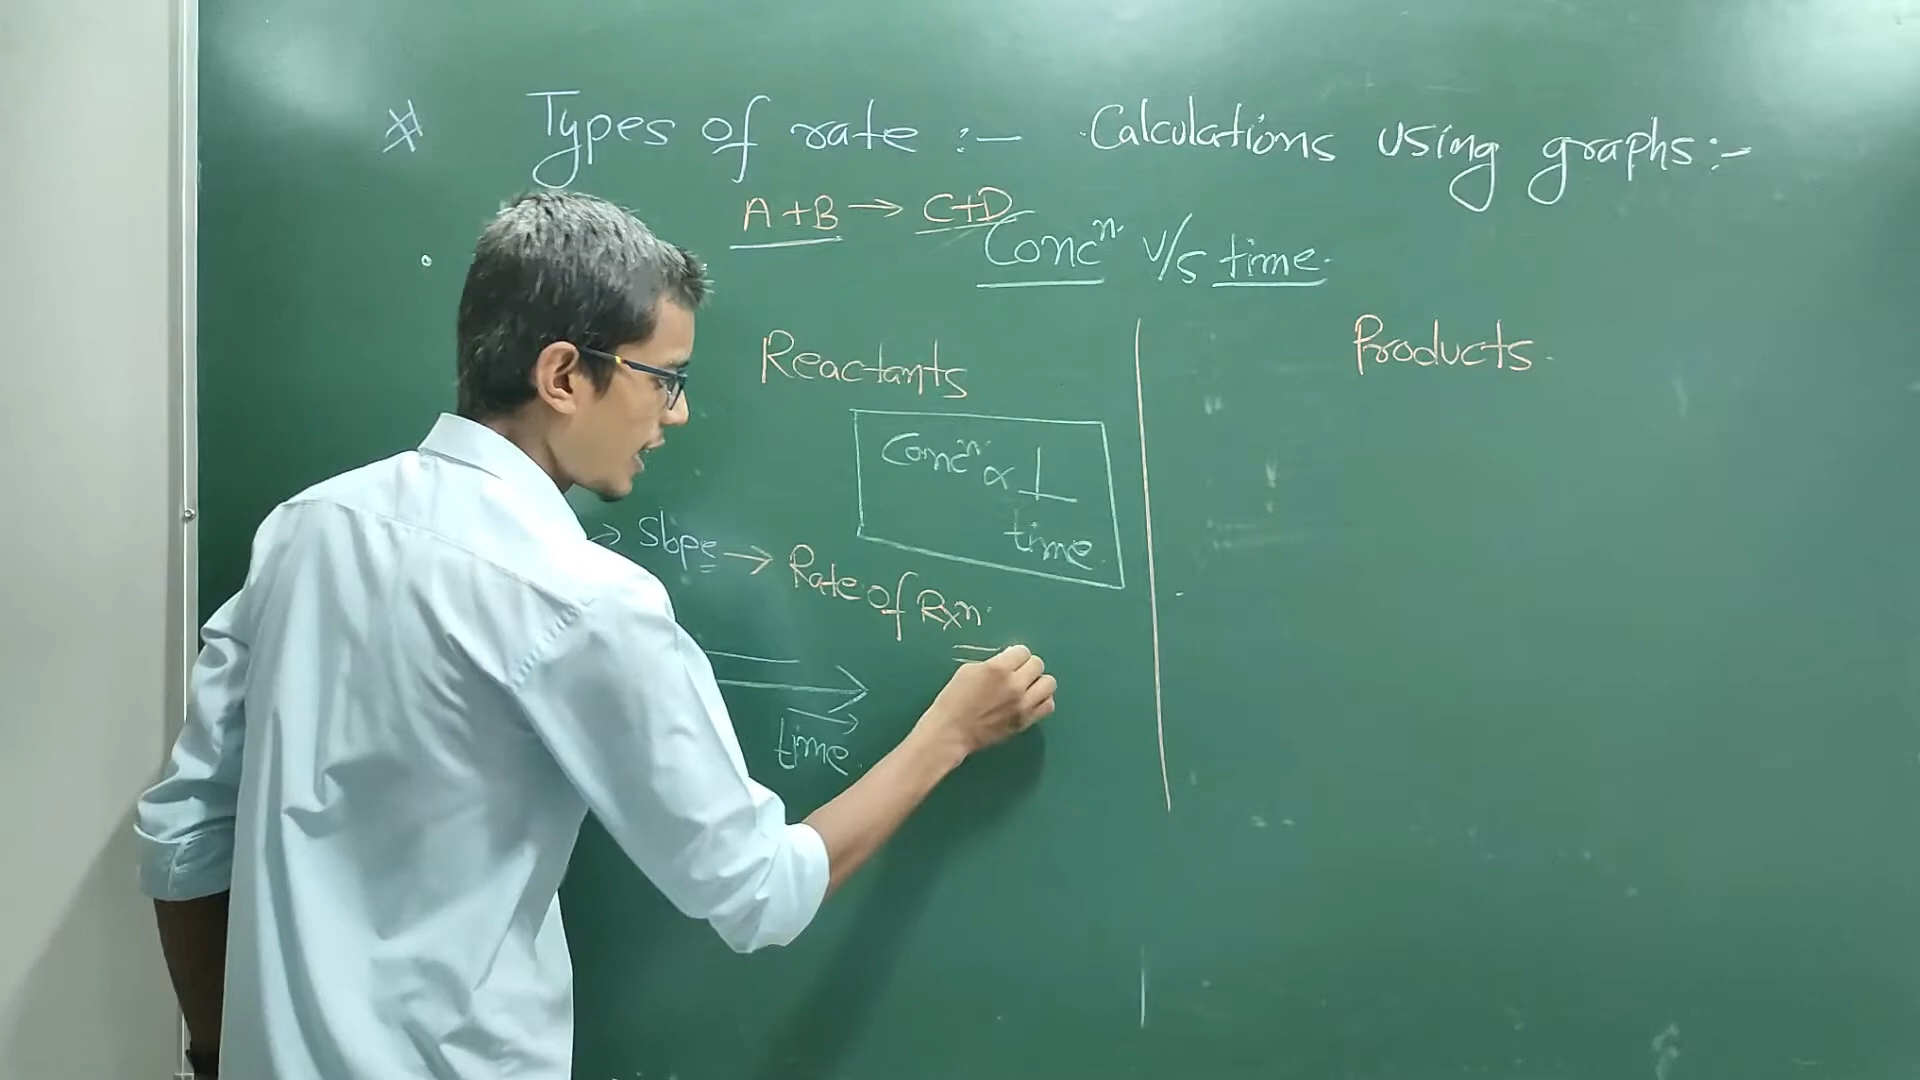 * Types of rate :- Calculations using graphs:-
A+B → C+D
Concⁿ. v/s time.
Reactants
Products.
Concⁿ. ∝ 1
time.
→ Slope → Rate of Rxn.
time.